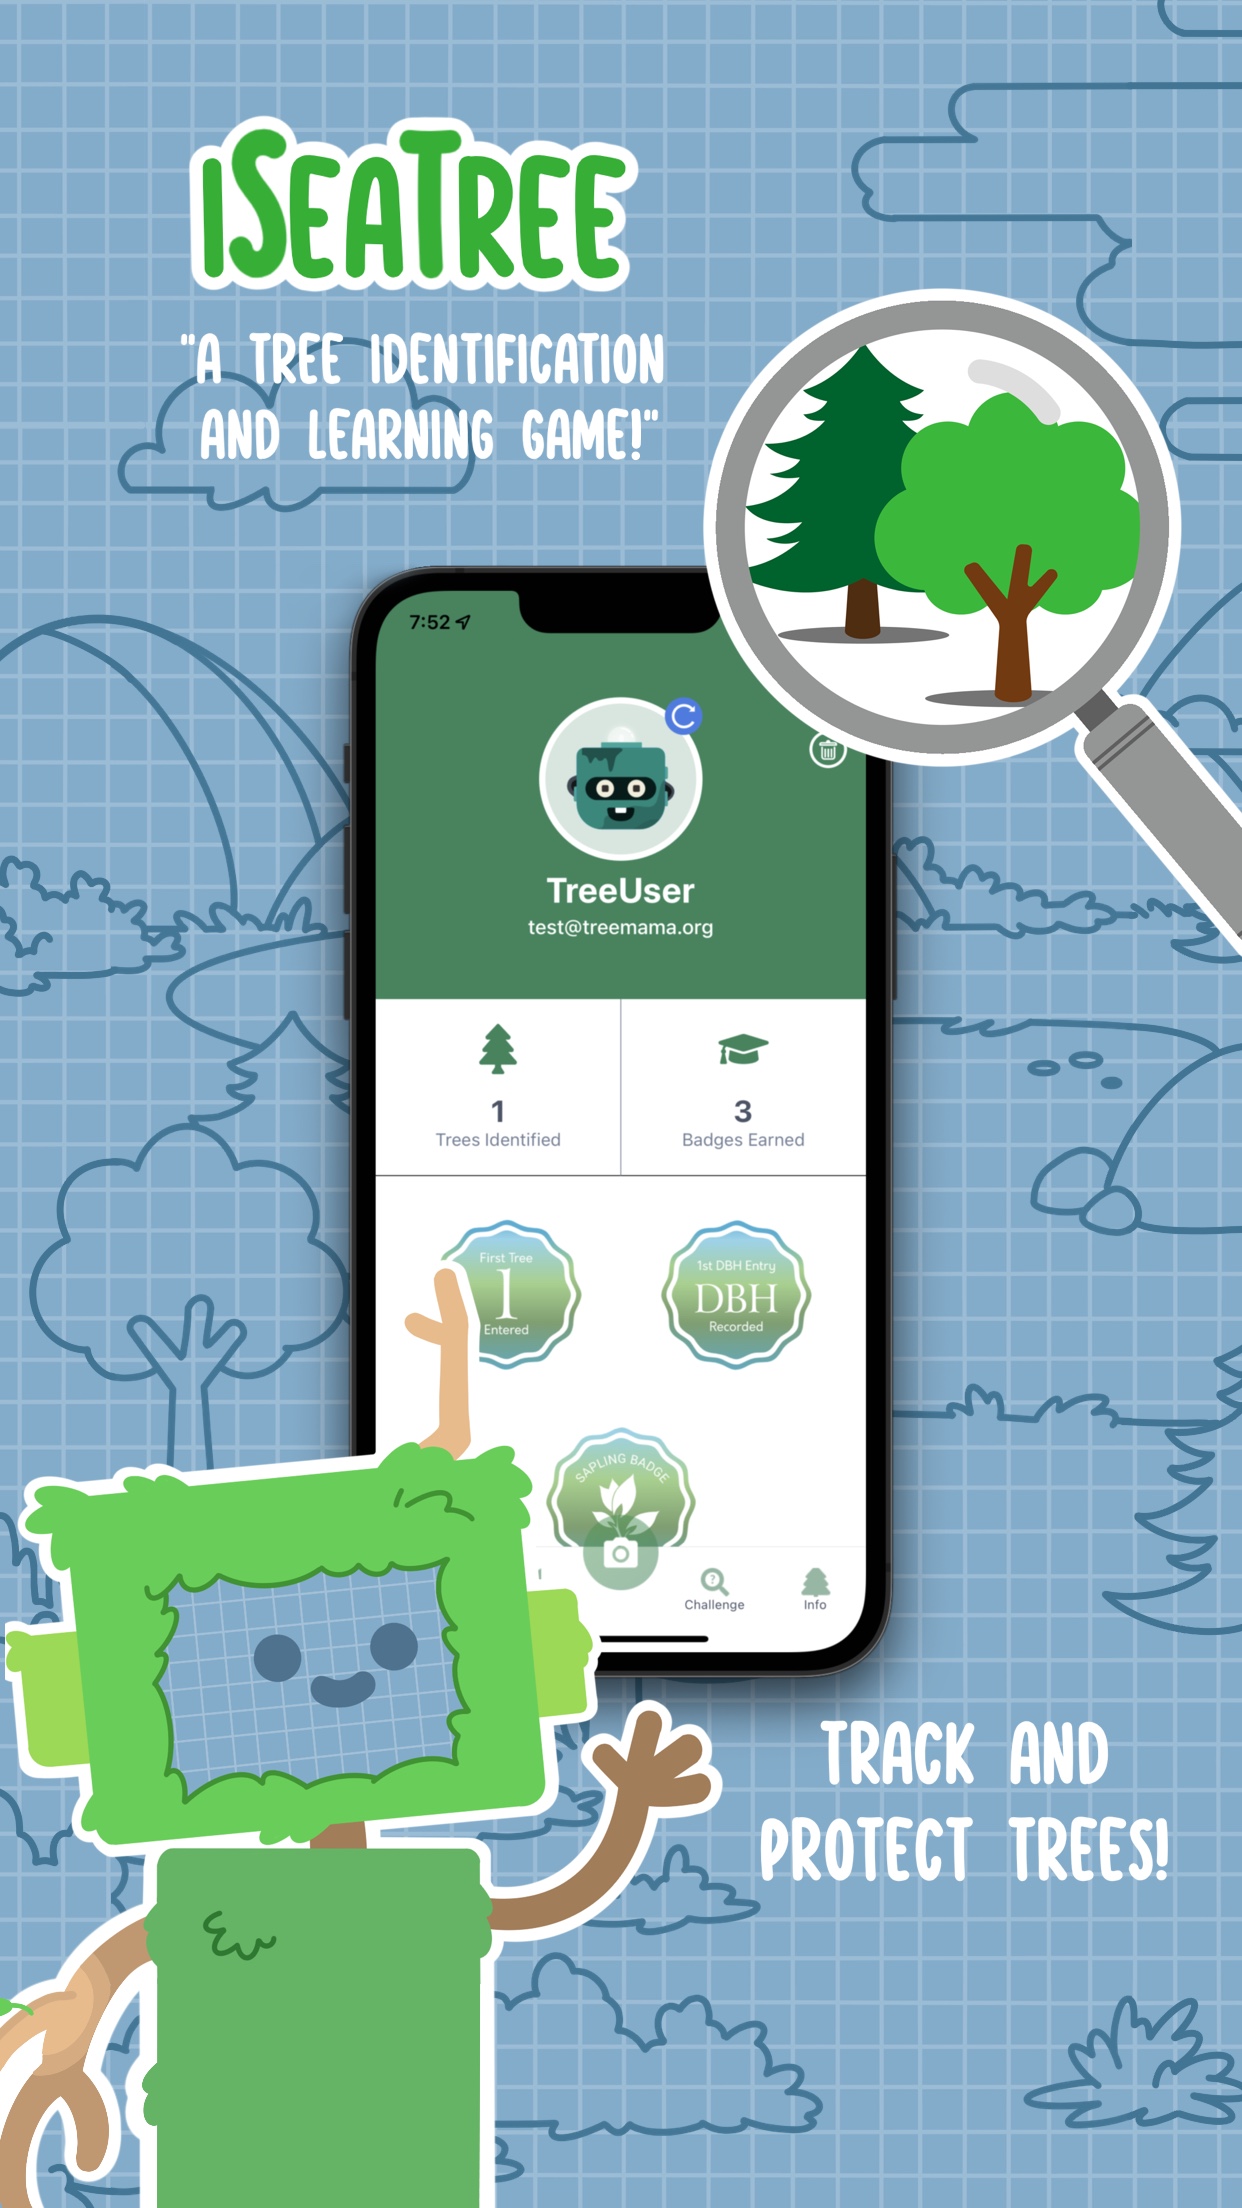 iSeaTree
"A TREE IDENTIFICATION
AND LEARNING GAME!"
7:52
TreeUser
test@treemama.org
1
Trees Identified
3
Badges Earned
First Tree
1
Entered
1st DBH Entry
DBH
Recorded
SAPLING BADGE
?
Challenge
Info
TRACK AND
PROTECT TREES!